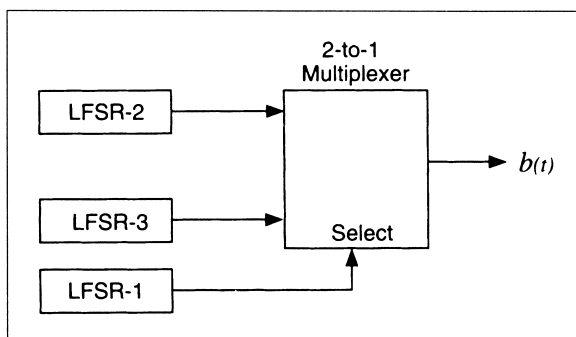 2-to-1
Multiplexer
LFSR-2
b(t)
LFSR-3
Select
LFSR-1